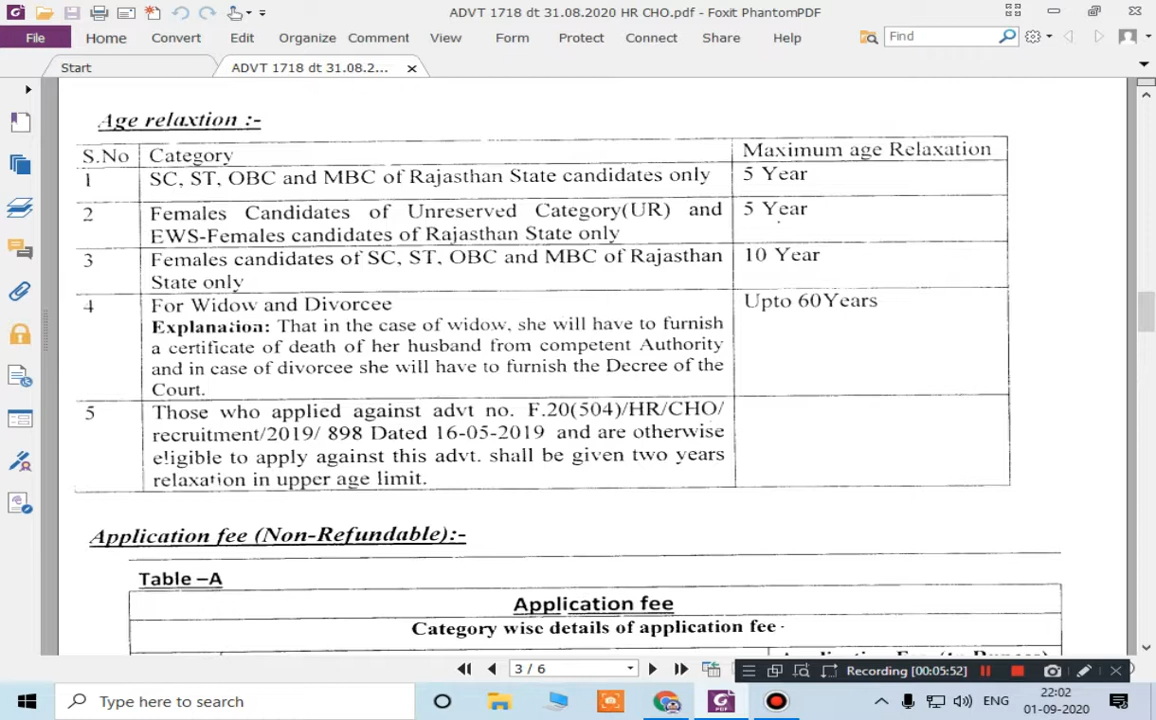 ADVT 1718 dt 31.08.2020 HR CHO.pdf - Foxit PhantomPDF
File Home Convert Edit Organize Comment View Form Protect Connect Share Help Find
Start ADVT 1718 dt 31.08.2...
Age relaxtion :-
S.No Category Maximum age Relaxation
1 SC, ST, OBC and MBC of Rajasthan State candidates only 5 Year
2 Females Candidates of Unreserved Category(UR) and 5 Year
EWS-Females candidates of Rajasthan State only
3 Females candidates of SC, ST, OBC and MBC of Rajasthan 10 Year
State only
4 For Widow and Divorcee Upto 60Years
Explanation: That in the case of widow, she will have to furnish
a certificate of death of her husband from competent Authority
and in case of divorcee she will have to furnish the Decree of the
Court.
5 Those who applied against advt no. F.20(504)/HR/CHO/
recruitment/2019/ 898 Dated 16-05-2019 and are otherwise
eligible to apply against this advt. shall be given two years
relaxation in upper age limit.
Application fee (Non-Refundable):-
Table –A
Application fee
Category wise details of application fee
3 / 6
Recording [00:05:52]
Type here to search
ENG
22:02
01-09-2020